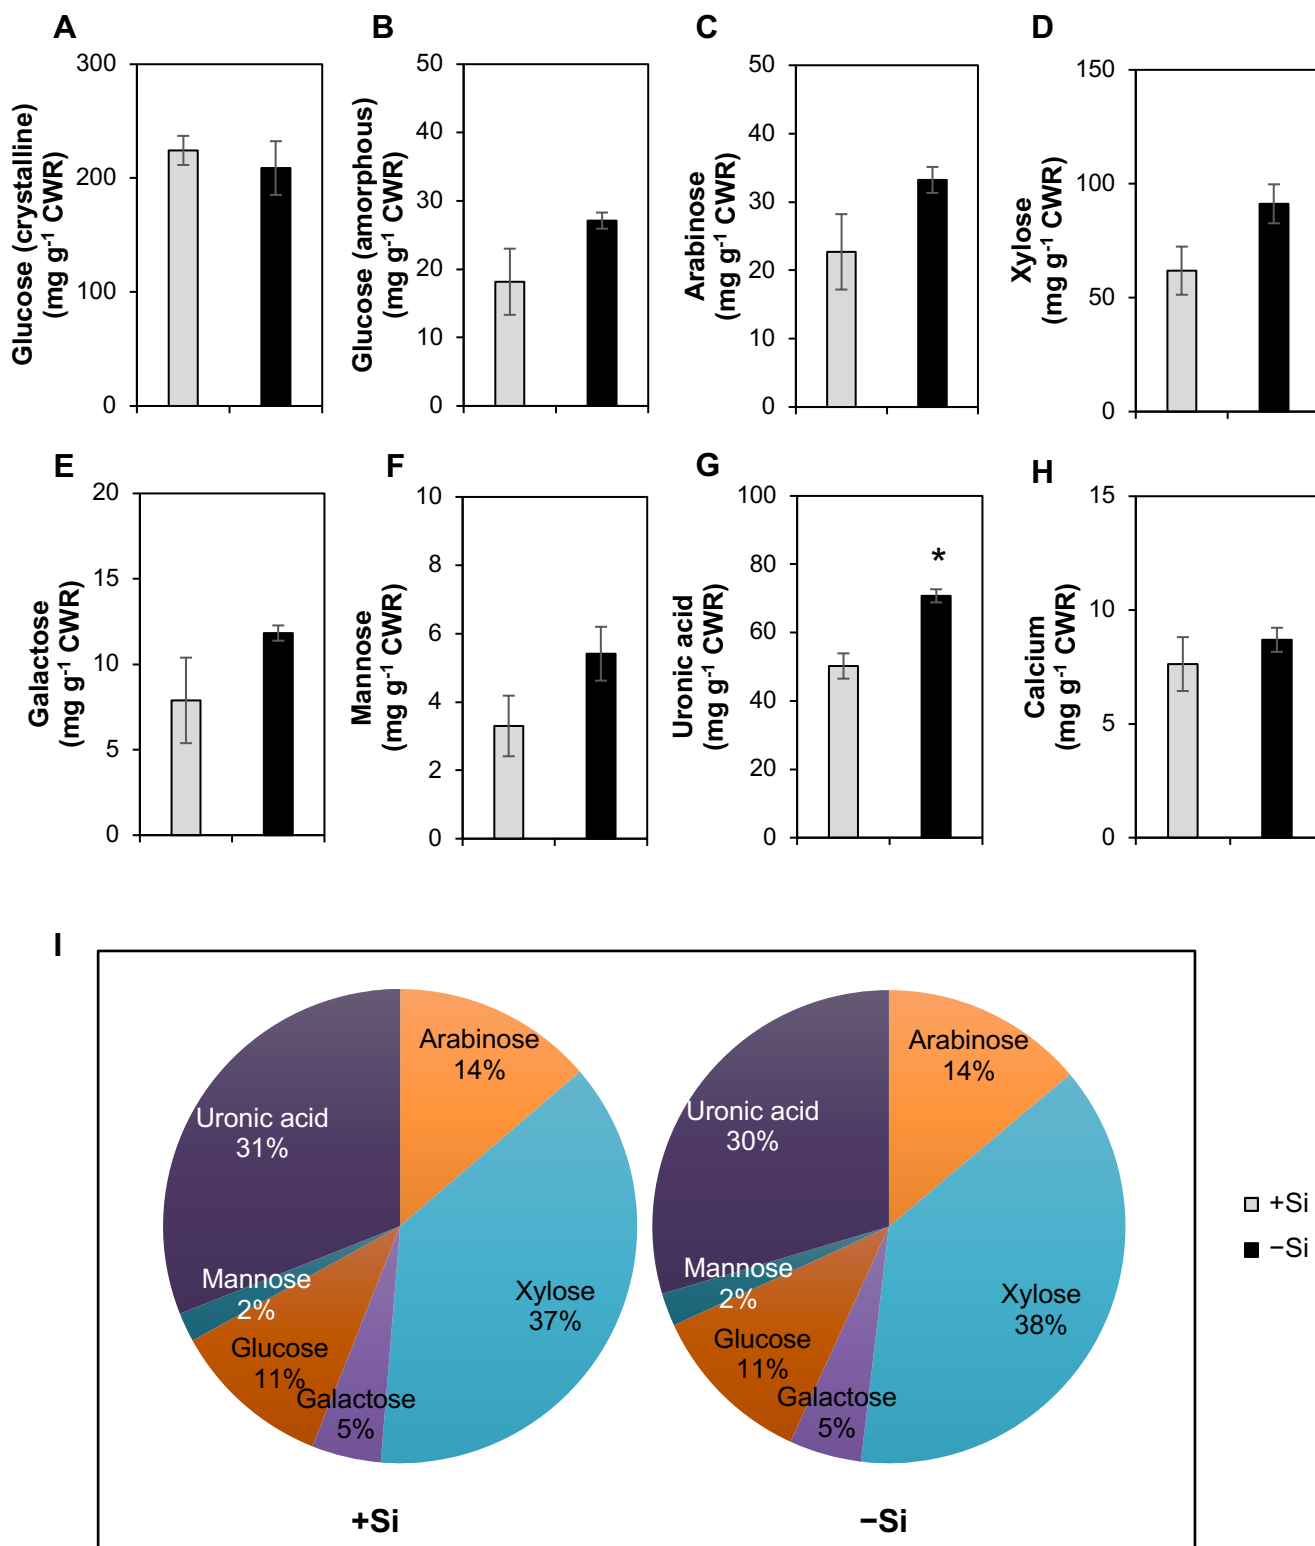 A
Glucose (crystalline)
(mg g⁻¹ CWR)
300
200
100
0
B
Glucose (amorphous)
(mg g⁻¹ CWR)
50
40
30
20
10
0
C
Arabinose
(mg g⁻¹ CWR)
50
40
30
20
10
0
D
Xylose
(mg g⁻¹ CWR)
150
100
50
0
E
Galactose
(mg g⁻¹ CWR)
20
15
10
5
0
F
Mannose
(mg g⁻¹ CWR)
10
8
6
4
2
0
G
Uronic acid
(mg g⁻¹ CWR)
100
80
60
40
20
0
*
H
Calcium
(mg g⁻¹ CWR)
15
10
5
0
I
Arabinose
14%
Xylose
37%
Galactose
5%
Glucose
11%
Mannose
2%
Uronic acid
31%
+Si
Arabinose
14%
Xylose
38%
Galactose
5%
Glucose
11%
Mannose
2%
Uronic acid
30%
−Si
+Si
−Si